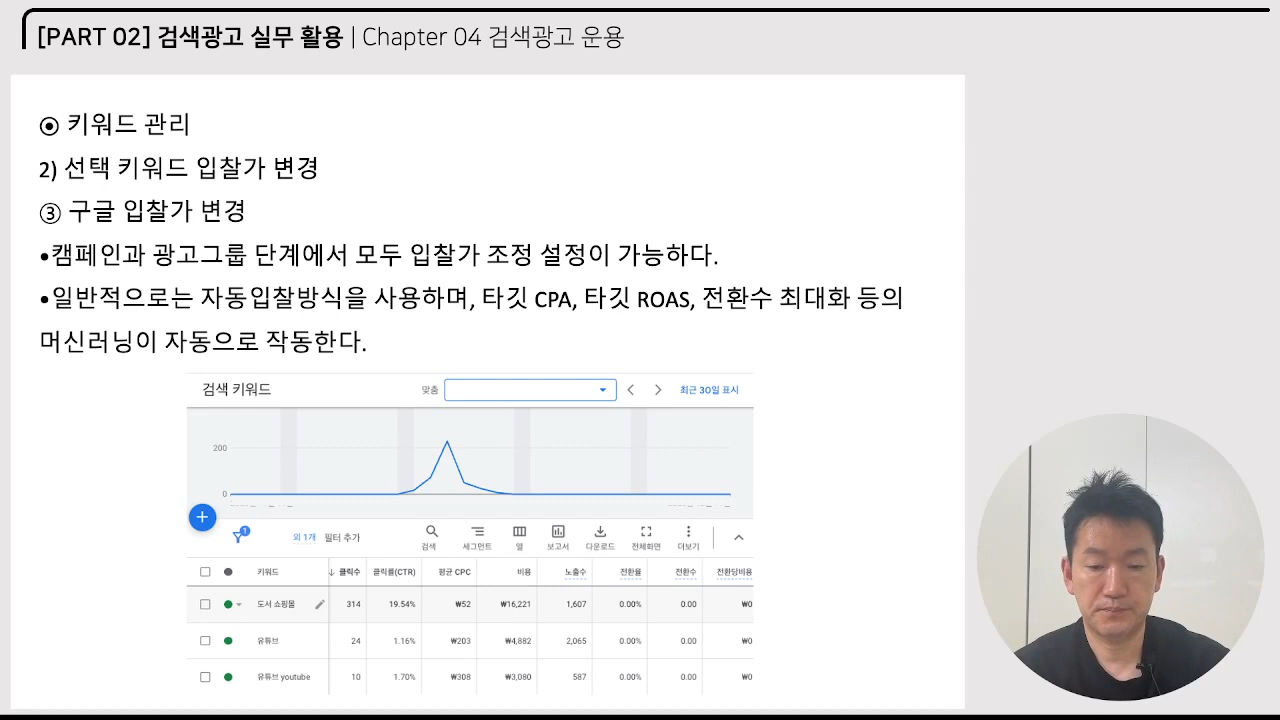 [PART 02] 검색광고 실무 활용 | Chapter 04 검색광고 운용
⦿ 키워드 관리
2) 선택 키워드 입찰가 변경
③ 구글 입찰가 변경
•캠페인과 광고그룹 단계에서 모두 입찰가 조정 설정이 가능하다.
•일반적으로는 자동입찰방식을 사용하며, 타깃 CPA, 타깃 ROAS, 전환수 최대화 등의
머신러닝이 자동으로 작동한다.
검색 키워드 맞춤 최근 30일 표시
200
0
1 외 1개 필터 추가 검색 세그먼트 열 보고서 다운로드 전체화면 더보기
키워드 ↓ 클릭수 클릭률(CTR) 평균 CPC 비용 노출수 전환율 전환수 전환당비용
도서 쇼핑몰 314 19.54% ₩52 ₩16,221 1,607 0.00% 0.00 ₩0
유튜브 24 1.16% ₩203 ₩4,882 2,065 0.00% 0.00 ₩0
유튜브 youtube 10 1.70% ₩308 ₩3,080 587 0.00% 0.00 ₩0